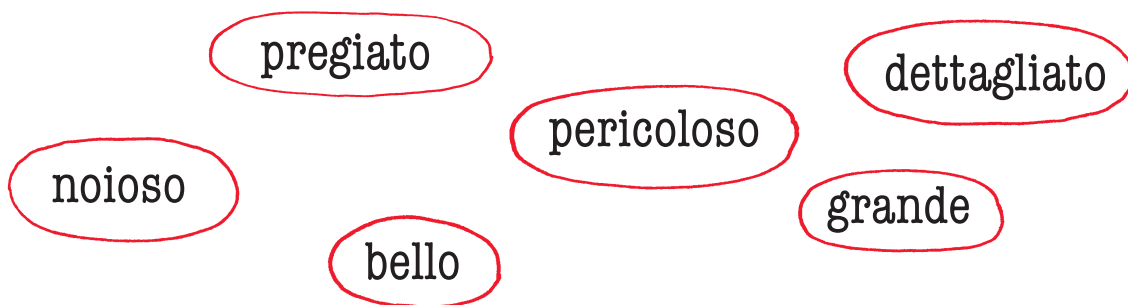 pregiato
dettagliato
pericoloso
noioso
grande
bello